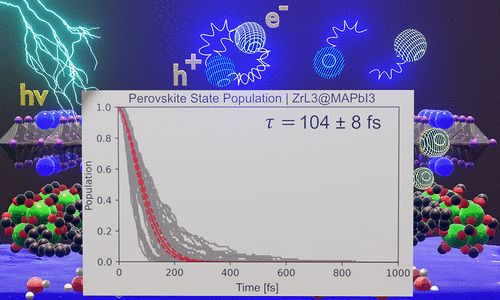 e-
h+
hν
Perovskite State Population | ZrL3@MAPbI3
τ = 104 ± 8 fs
1.0
0.8
0.6
0.4
0.2
0.0
Population
0 200 400 600 800 1000
Time [fs]